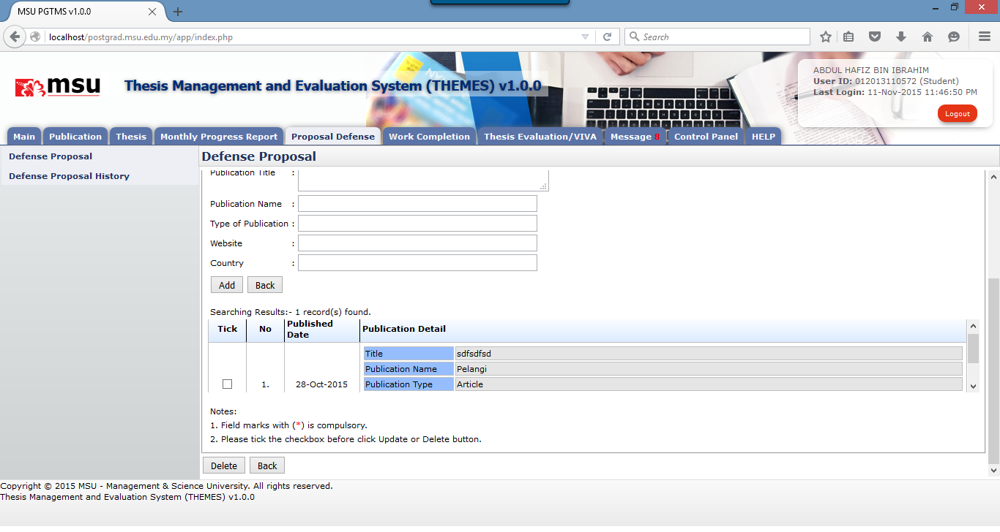 MSU PGTMS v1.0.0
localhost/postgrad.msu.edu.my/app/index.php
Search
msu
Thesis Management and Evaluation System (THEMES) v1.0.0
ABDUL HAFIZ BIN IBRAHIM
User ID: 012013110572 (Student)
Last Login: 11-Nov-2015 11:46:50 PM
Logout
Main Publication Thesis Monthly Progress Report Proposal Defense Work Completion Thesis Evaluation/VIVA Message 8 Control Panel HELP
Defense Proposal
Defense Proposal History
Defense Proposal
Publication Title :
Publication Name :
Type of Publication :
Website :
Country :
Add Back
Searching Results:- 1 record(s) found.
Tick No Published Date Publication Detail
Title sdfsdfsd
Publication Name Pelangi
1. 28-Oct-2015 Publication Type Article
Notes:
1. Field marks with (*) is compulsory.
2. Please tick the checkbox before click Update or Delete button.
Delete Back
Copyright © 2015 MSU - Management & Science University. All rights reserved.
Thesis Management and Evaluation System (THEMES) v1.0.0